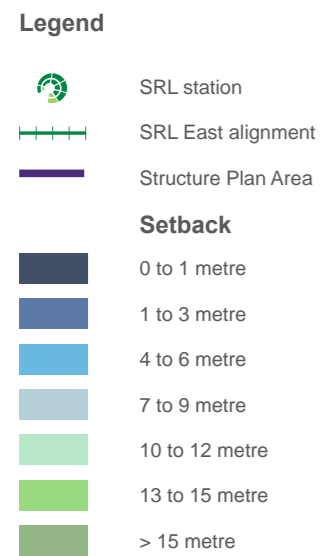 Legend
SRL station
SRL East alignment
Structure Plan Area
Setback
0 to 1 metre
1 to 3 metre
4 to 6 metre
7 to 9 metre
10 to 12 metre
13 to 15 metre
> 15 metre